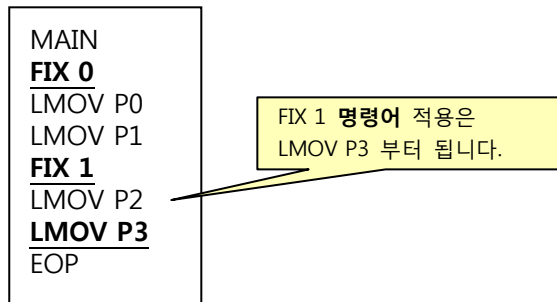 MAIN
FIX 0
LMOV P0
LMOV P1
FIX 1
LMOV P2
LMOV P3
EOP
FIX 1 명령어 적용은
LMOV P3 부터 됩니다.